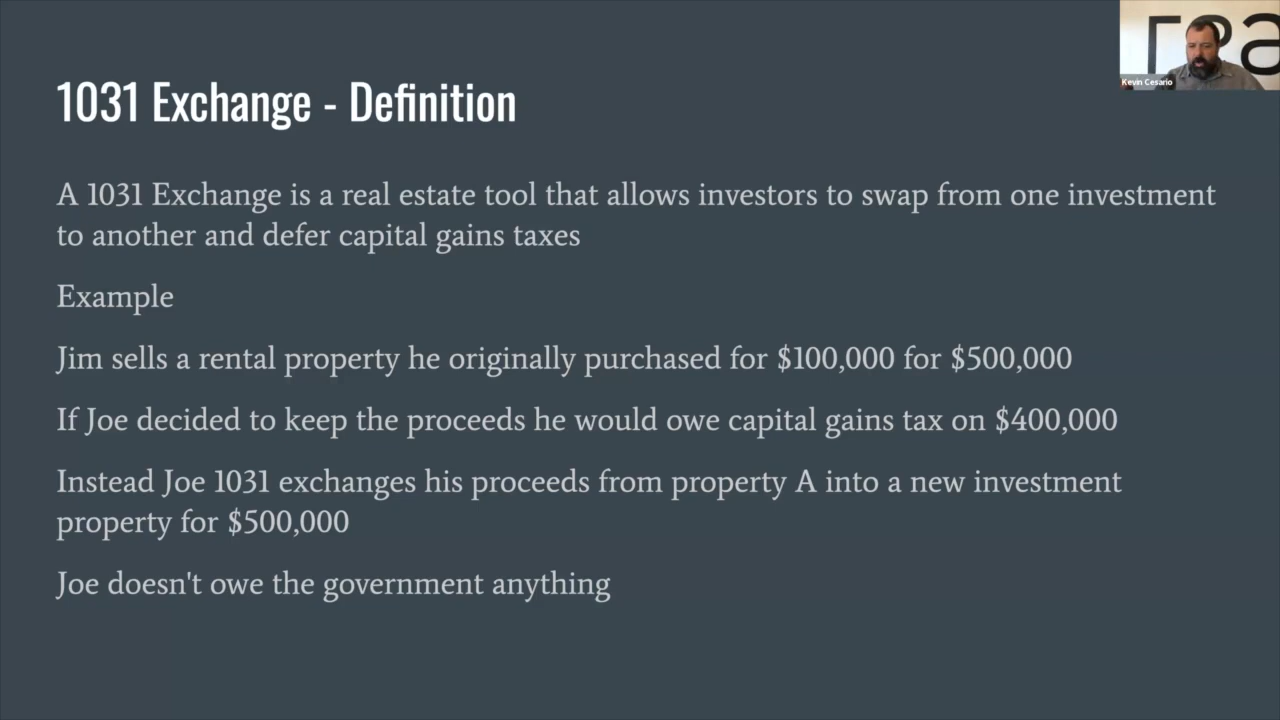 rea
Kevin Cesario
1031 Exchange - Definition
A 1031 Exchange is a real estate tool that allows investors to swap from one investment
to another and defer capital gains taxes
Example
Jim sells a rental property he originally purchased for $100,000 for $500,000
If Joe decided to keep the proceeds he would owe capital gains tax on $400,000
Instead Joe 1031 exchanges his proceeds from property A into a new investment
property for $500,000
Joe doesn't owe the government anything